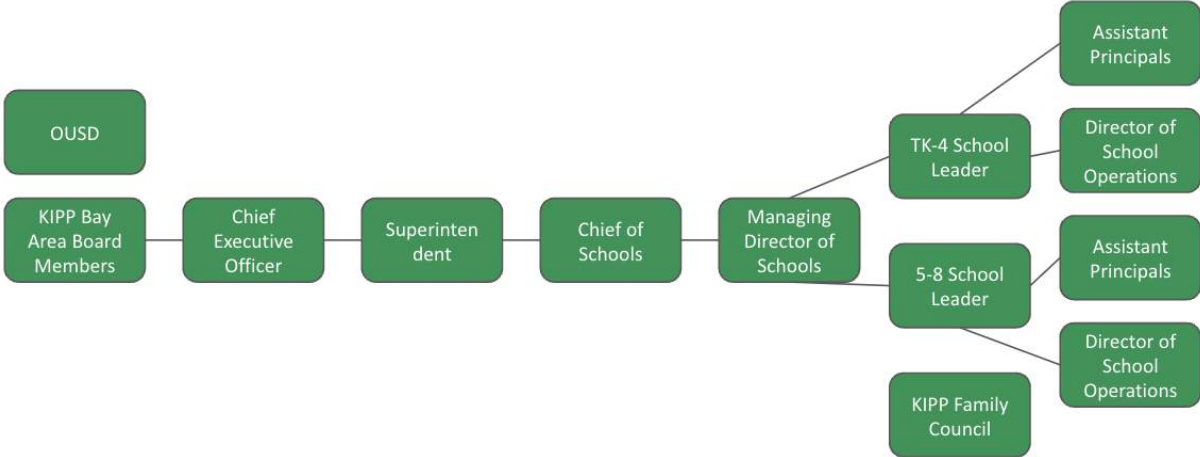 OUSD
KIPP Bay
Area Board
Members
Chief
Executive
Officer
Superinten
dent
Chief of
Schools
Managing
Director of
Schools
TK-4 School
Leader
Assistant
Principals
Director of
School
Operations
5-8 School
Leader
Assistant
Principals
Director of
School
Operations
KIPP Family
Council